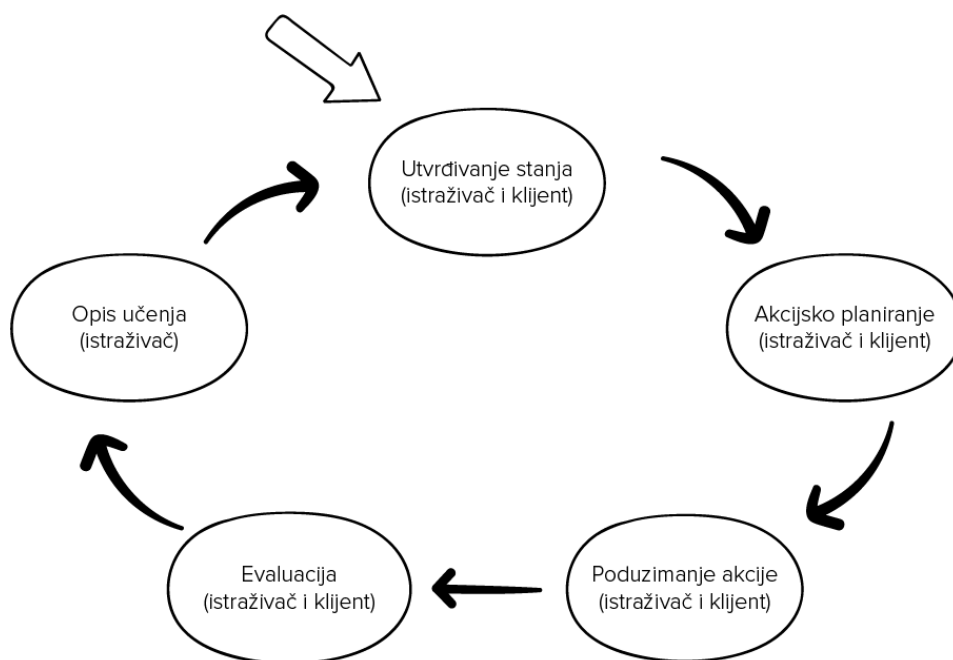 Utvrđivanje stanja
(istraživač i klijent)
Akcijsko planiranje
(istraživač i klijent)
Poduzimanje akcije
(istraživač i klijent)
Evaluacija
(istraživač i klijent)
Opis učenja
(istraživač)